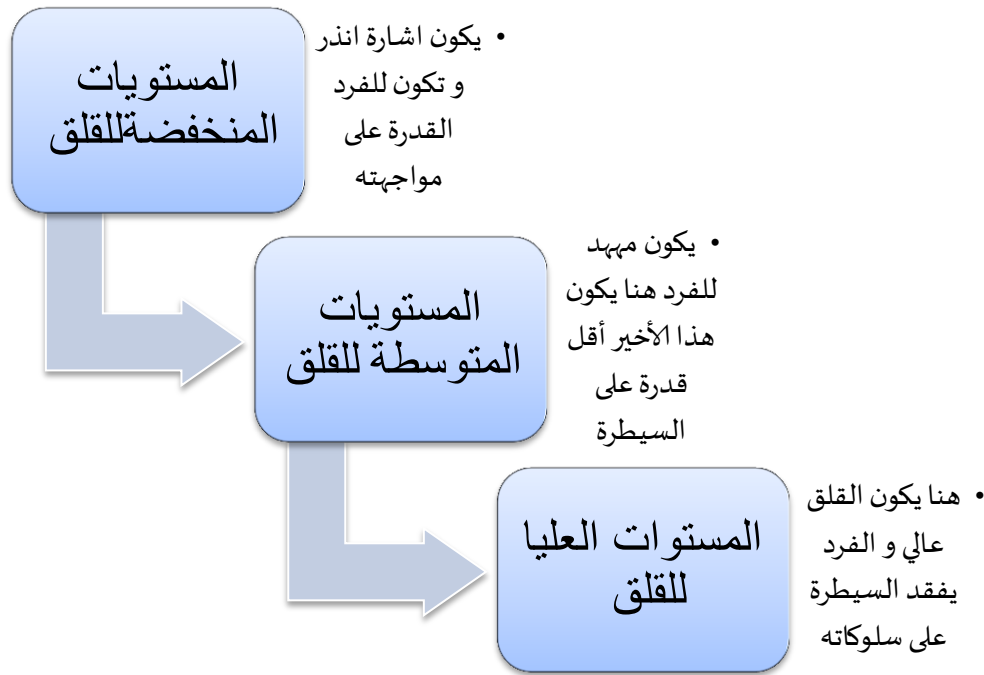 المستويات
المنخفضةللقلق
• يكون اشارة انذر
و تكون للفرد
القدرة على
مواجهته
المستويات
المتوسطة للقلق
• يكون مهدد
للفرد هنا يكون
هذا الأخير أقل
قدرة على
السيطرة
المستوات العليا
للقلق
• هنا يكون القلق
عالي و الفرد
يفقد السيطرة
على سلوكاته